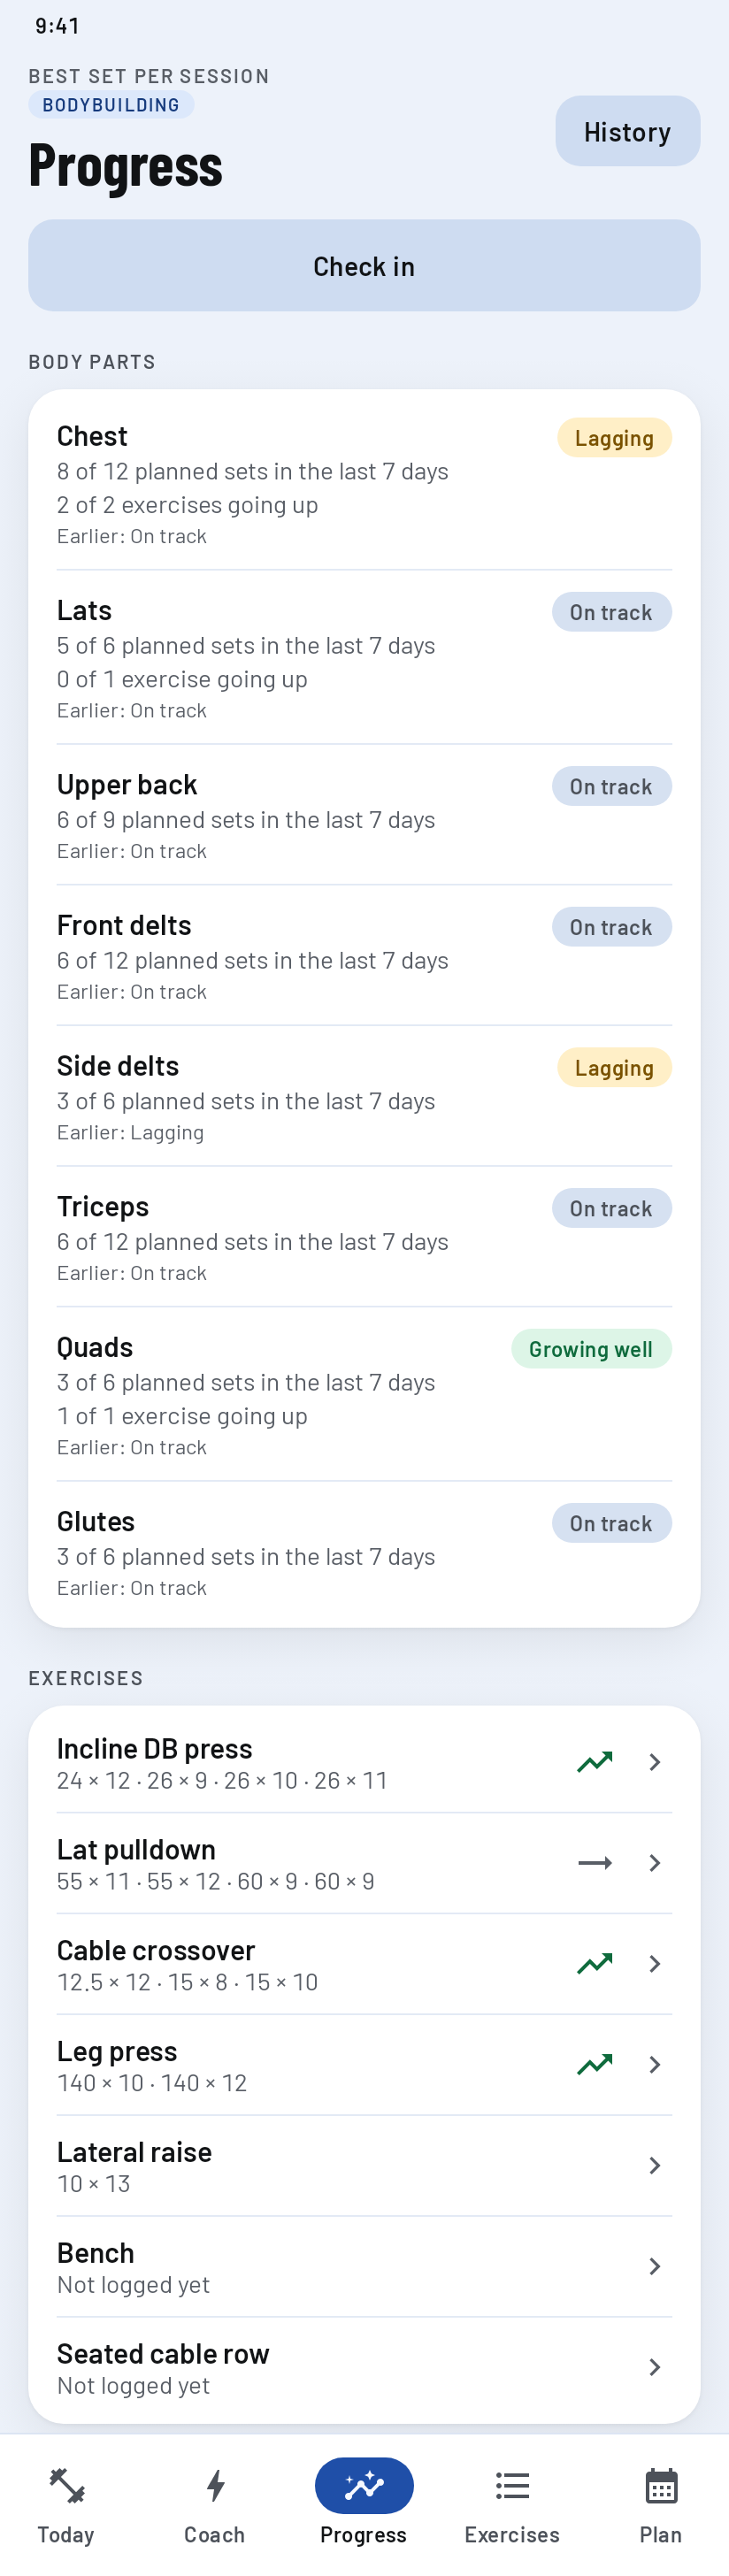 9:41
BEST SET PER SESSION
BODYBUILDING
Progress
History
Check in
BODY PARTS
Chest
Lagging
8 of 12 planned sets in the last 7 days
2 of 2 exercises going up
Earlier: On track
Lats
On track
5 of 6 planned sets in the last 7 days
0 of 1 exercise going up
Earlier: On track
Upper back
On track
6 of 9 planned sets in the last 7 days
Earlier: On track
Front delts
On track
6 of 12 planned sets in the last 7 days
Earlier: On track
Side delts
Lagging
3 of 6 planned sets in the last 7 days
Earlier: Lagging
Triceps
On track
6 of 12 planned sets in the last 7 days
Earlier: On track
Quads
Growing well
3 of 6 planned sets in the last 7 days
1 of 1 exercise going up
Earlier: On track
Glutes
On track
3 of 6 planned sets in the last 7 days
Earlier: On track
EXERCISES
Incline DB press
24 × 12 · 26 × 9 · 26 × 10 · 26 × 11
Lat pulldown
55 × 11 · 55 × 12 · 60 × 9 · 60 × 9
Cable crossover
12.5 × 12 · 15 × 8 · 15 × 10
Leg press
140 × 10 · 140 × 12
Lateral raise
10 × 13
Bench
Not logged yet
Seated cable row
Not logged yet
Today
Coach
Progress
Exercises
Plan